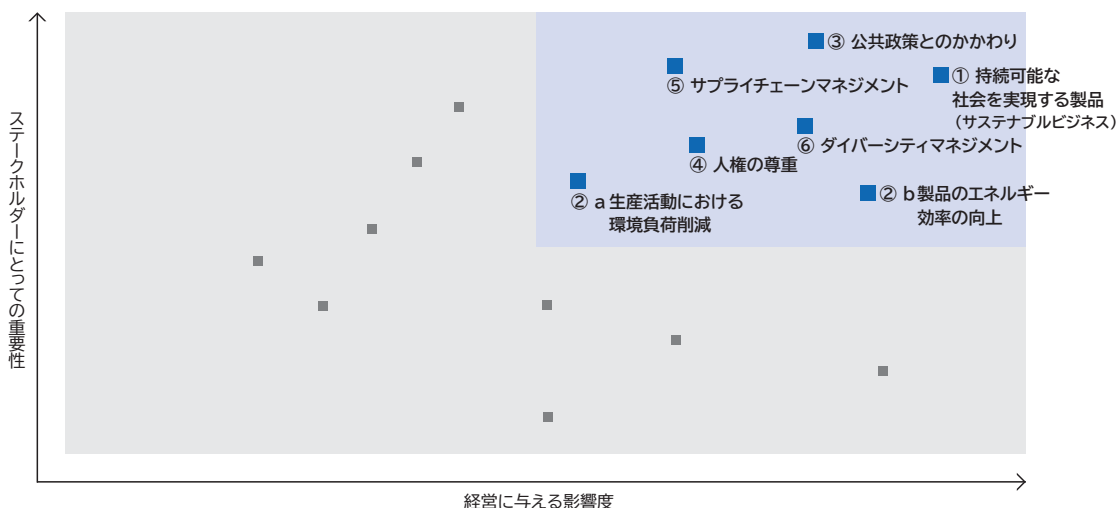 ステークホルダーにとっての重要性
③ 公共政策とのかかわり
① 持続可能な
社会を実現する製品
（サステナブルビジネス）
⑤ サプライチェーンマネジメント
⑥ ダイバーシティマネジメント
④ 人権の尊重
② a 生産活動における
環境負荷削減
② b 製品のエネルギー
効率の向上
経営に与える影響度